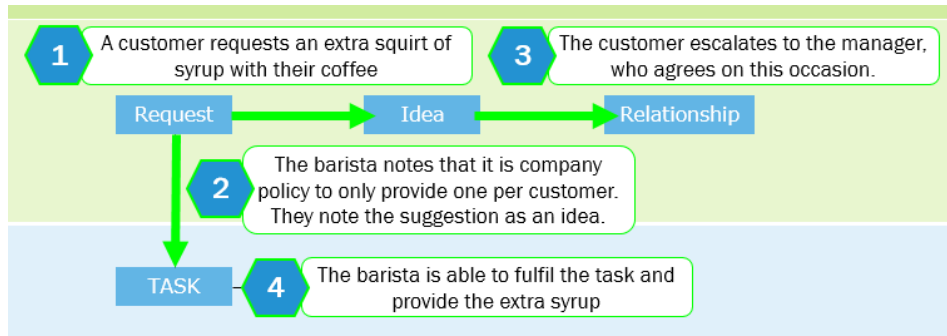 1
A customer requests an extra squirt of
syrup with their coffee
3
The customer escalates to the manager,
who agrees on this occasion.
Request
Idea
Relationship
2
The barista notes that it is company
policy to only provide one per customer.
They note the suggestion as an idea.
TASK
4
The barista is able to fulfil the task and
provide the extra syrup